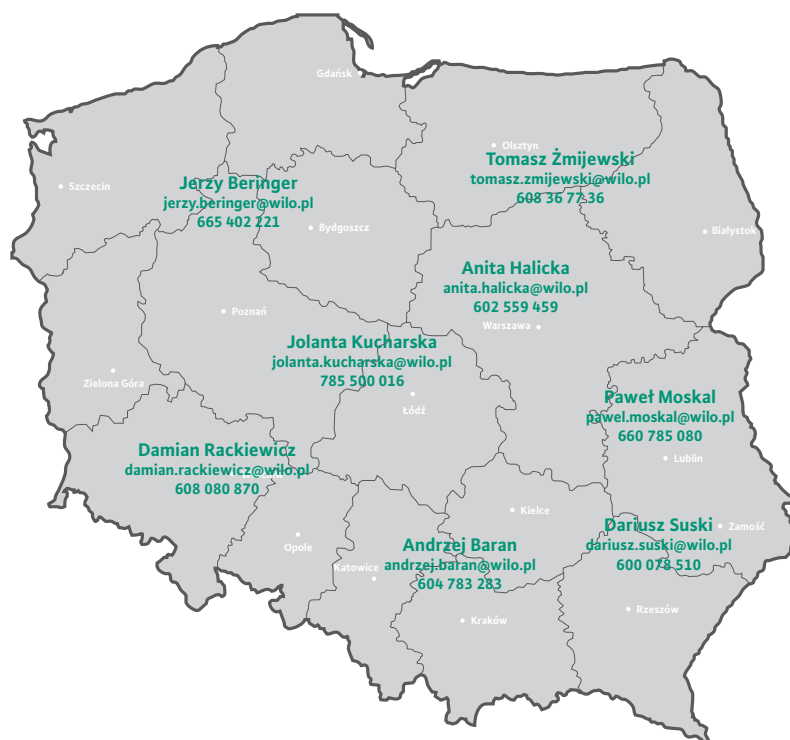 Gdańsk
Olsztyn
Tomasz Żmijewski
tomasz.zmijewski@wilo.pl
608 36 77 36
Szczecin
Jerzy Beringer
jerzy.beringer@wilo.pl
665 402 221
Bydgoszcz
Białystok
Anita Halicka
anita.halicka@wilo.pl
602 559 459
Warszawa
Poznań
Jolanta Kucharska
jolanta.kucharska@wilo.pl
785 500 016
Zielona Góra
Łódź
Paweł Moskal
pawel.moskal@wilo.pl
660 785 080
Lublin
Damian Rackiewicz
damian.rackiewicz@wilo.pl
608 080 870
Kielce
Zamość
Dariusz Suski
dariusz.suski@wilo.pl
600 078 510
Opole
Andrzej Baran
andrzej.baran@wilo.pl
604 783 283
Katowice
Rzeszów
Kraków